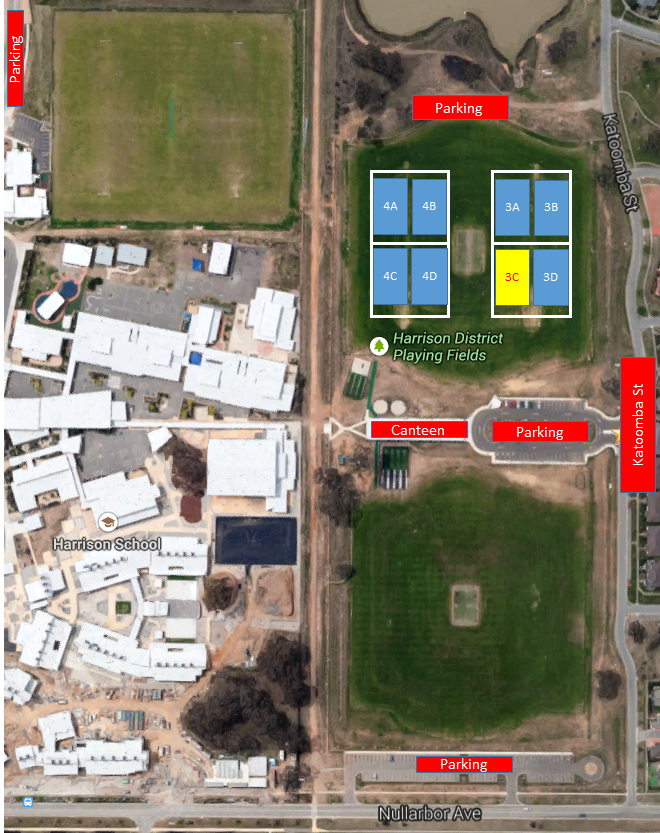 Parking
Parking
Katoomba St
4A
4B
3A
3B
4C
4D
3C
3D
Harrison District
Playing Fields
Canteen
Parking
Katoomba St
Harrison School
Parking
Nullarbor Ave